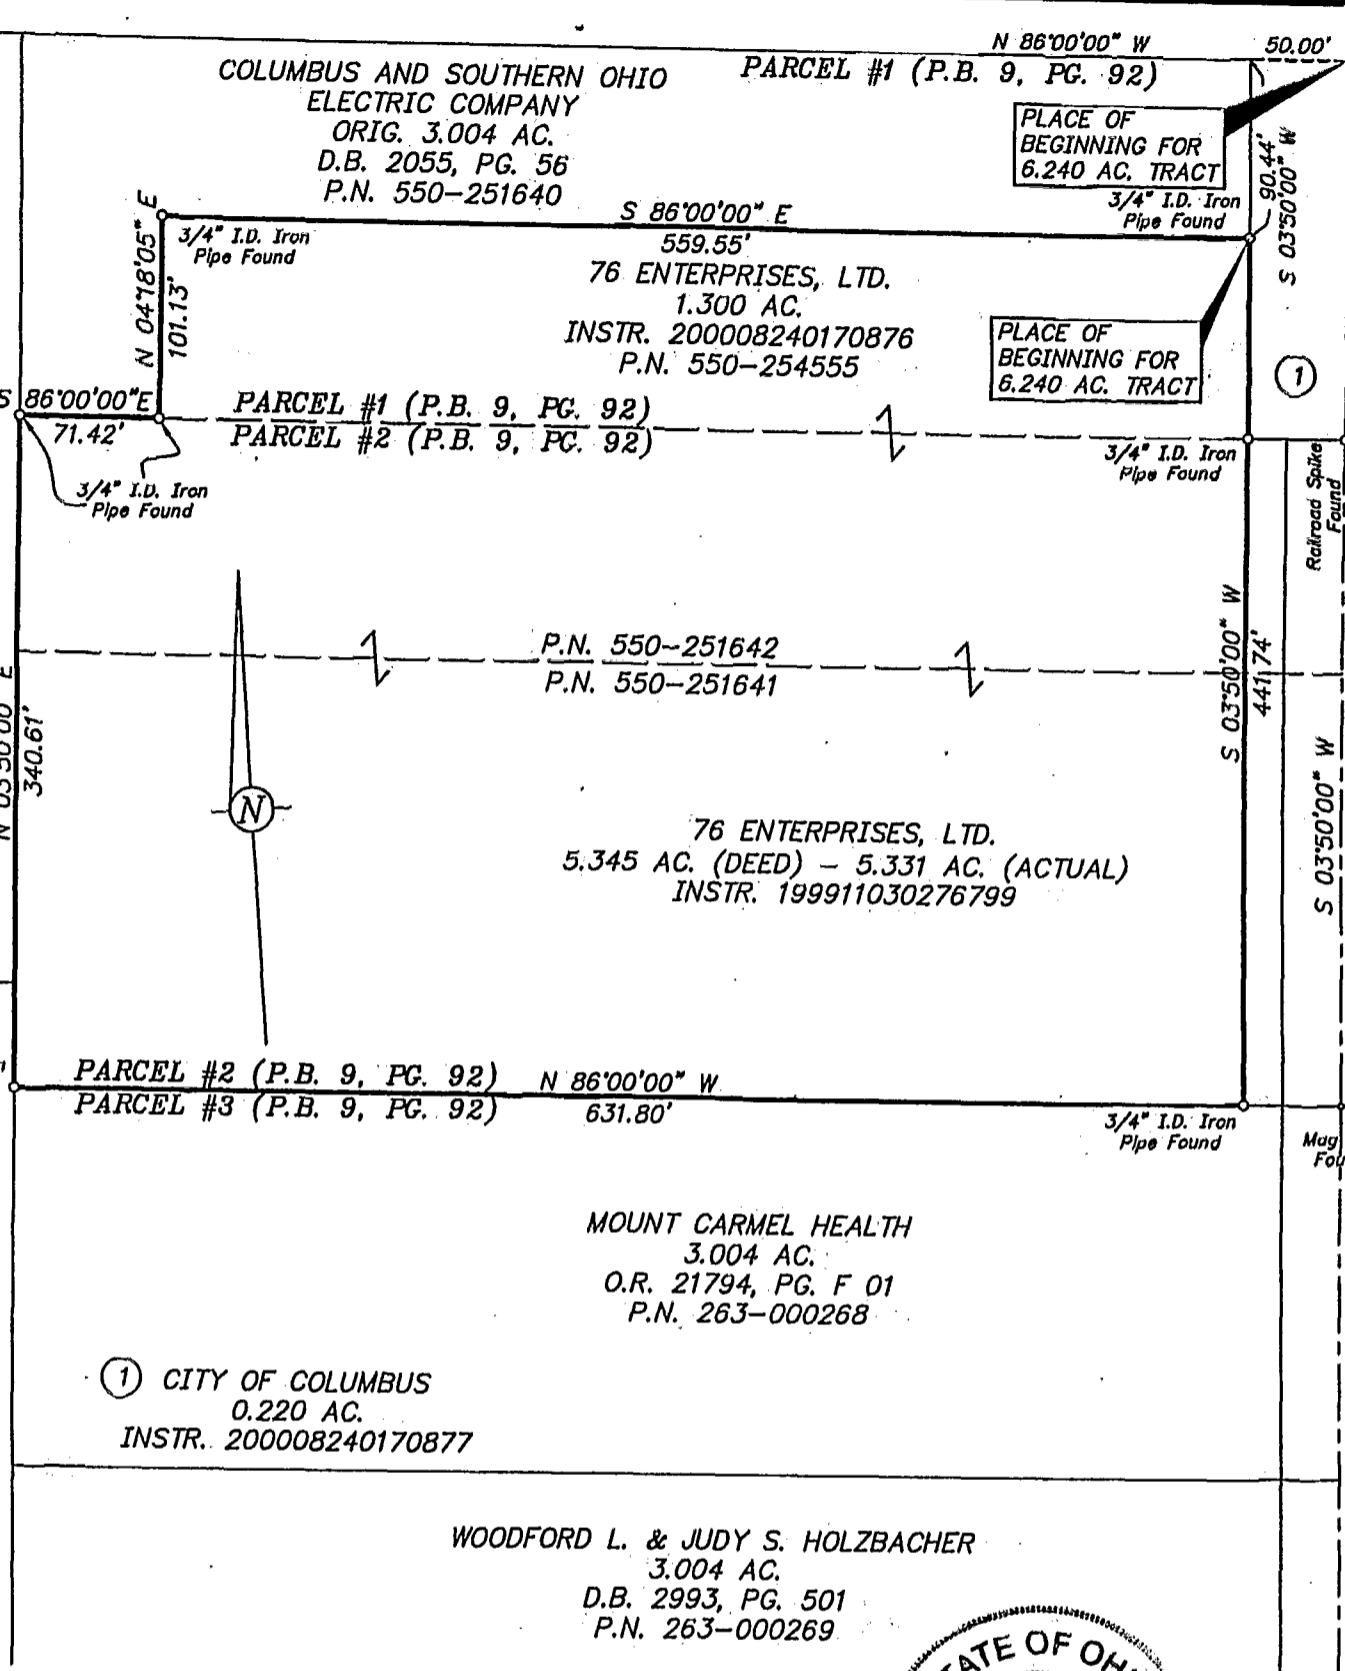 N 86°00'00" W
50.00'
COLUMBUS AND SOUTHERN OHIO
ELECTRIC COMPANY
ORIG. 3.004 AC.
D.B. 2055, PG. 56
P.N. 550-251640
PARCEL #1 (P.B. 9, PG. 92)
PLACE OF
BEGINNING FOR
6.240 AC. TRACT
90.44'
S 03°50'00" W
3/4" I.D. Iron
Pipe Found
N 04°18'05" E
101.13'
3/4" I.D. Iron
Pipe Found
S 86°00'00" E
559.55'
76 ENTERPRISES, LTD.
1.300 AC.
INSTR. 200008240170876
P.N. 550-254555
PLACE OF
BEGINNING FOR
6.240 AC. TRACT
1
S 86°00'00"E
71.42'
PARCEL #1 (P.B. 9, PG. 92)
PARCEL #2 (P.B. 9, PG. 92)
3/4" I.D. Iron
Pipe Found
3/4" I.D. Iron
Pipe Found
Railroad Spike
Found
P.N. 550-251642
P.N. 550-251641
N 03°50'00" E
340.61'
S 03°50'00" W
441.74'
S 03°50'00" W
N
76 ENTERPRISES, LTD.
5.345 AC. (DEED) - 5.331 AC. (ACTUAL)
INSTR. 199911030276799
PARCEL #2 (P.B. 9, PG. 92)
PARCEL #3 (P.B. 9, PG. 92)
N 86°00'00" W
631.80'
3/4" I.D. Iron
Pipe Found
Mag
Fou
MOUNT CARMEL HEALTH
3.004 AC.
O.R. 21794, PG. F 01
P.N. 263-000268
1 CITY OF COLUMBUS
0.220 AC.
INSTR. 200008240170877
WOODFORD L. & JUDY S. HOLZBACHER
3.004 AC.
D.B. 2993, PG. 501
P.N. 263-000269
ATE OF OH